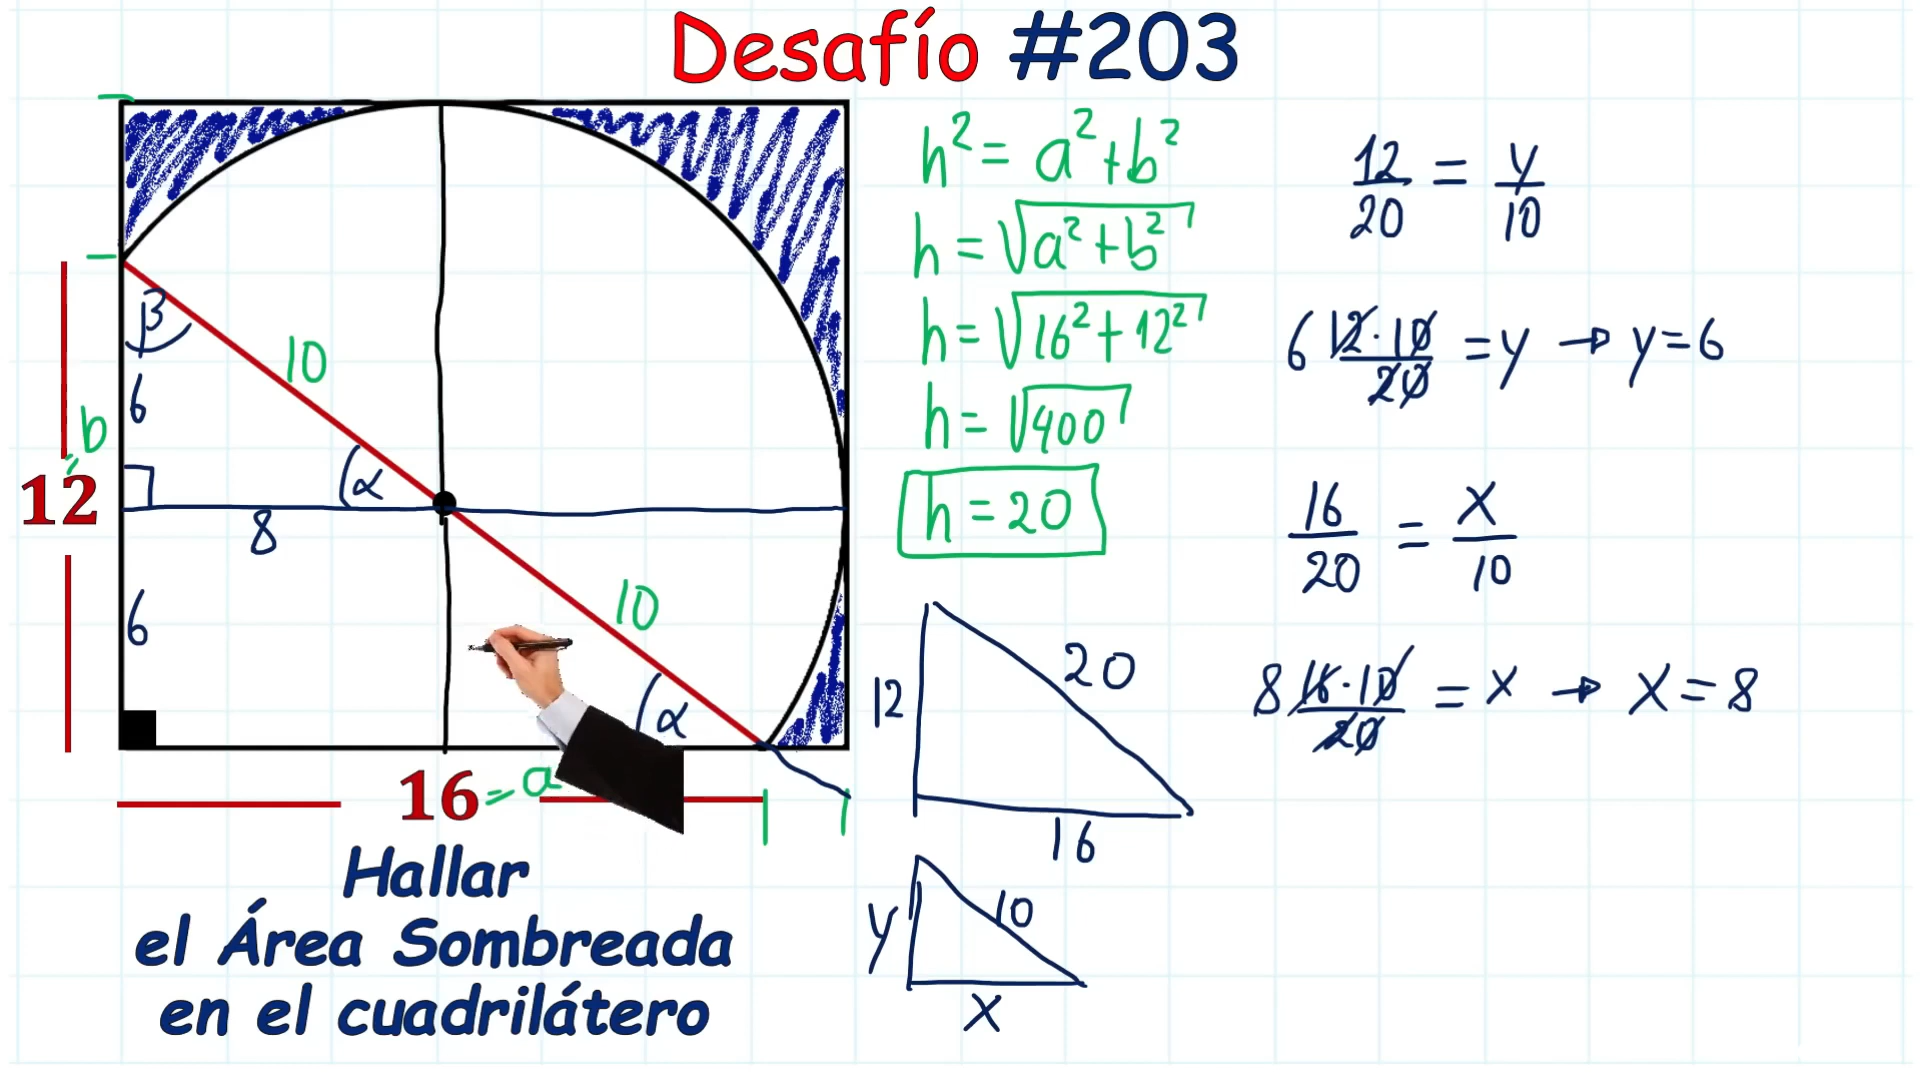 Desafío #203
β
10
6
b
α
=
12
8
6
10
α
16 = a
Hallar
el Área Sombreada
en el cuadrilátero
h² = a² + b²
h = √a² + b²
h = √16² + 12²
h = √400
h = 20
12
20
16
y
10
x
12/20 = y/10
6 12·10/20 = y → y = 6
16/20 = x/10
8 16·10/20 = x → x = 8